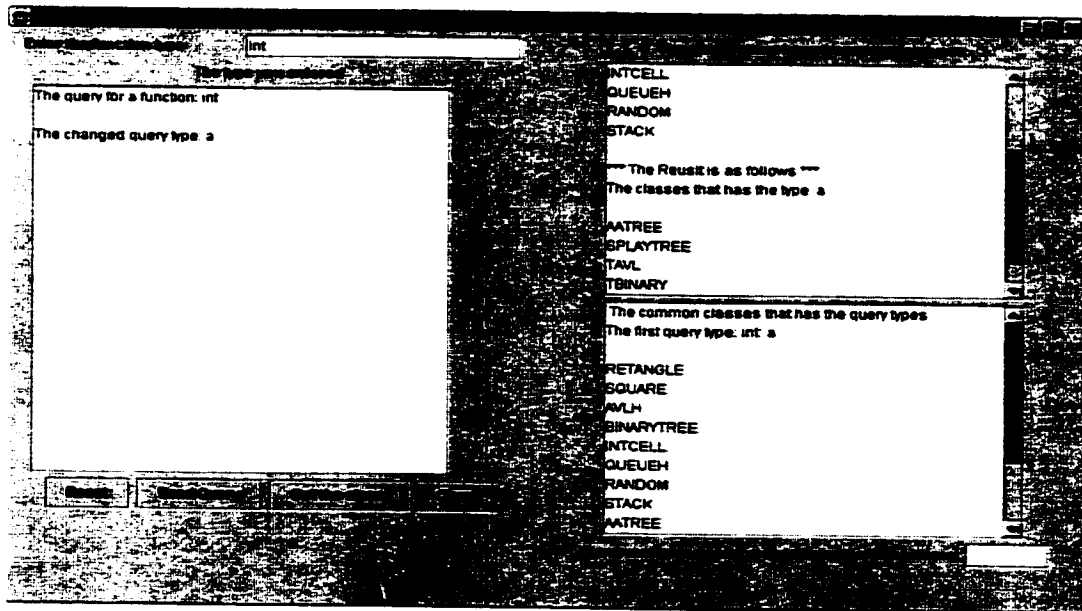 int
The query for a function: int
The changed query type: a
INTCELL
QUEUEH
RANDOM
STACK
*** The Reuslt is as follows ***
The classes that has the type: a
AATREE
SPLAYTREE
TAVL
TBINARY
The common classes that has the query types
The first query type: int: a
RETANGLE
SQUARE
AVLH
BINARYTREE
INTCELL
QUEUEH
RANDOM
STACK
AATREE